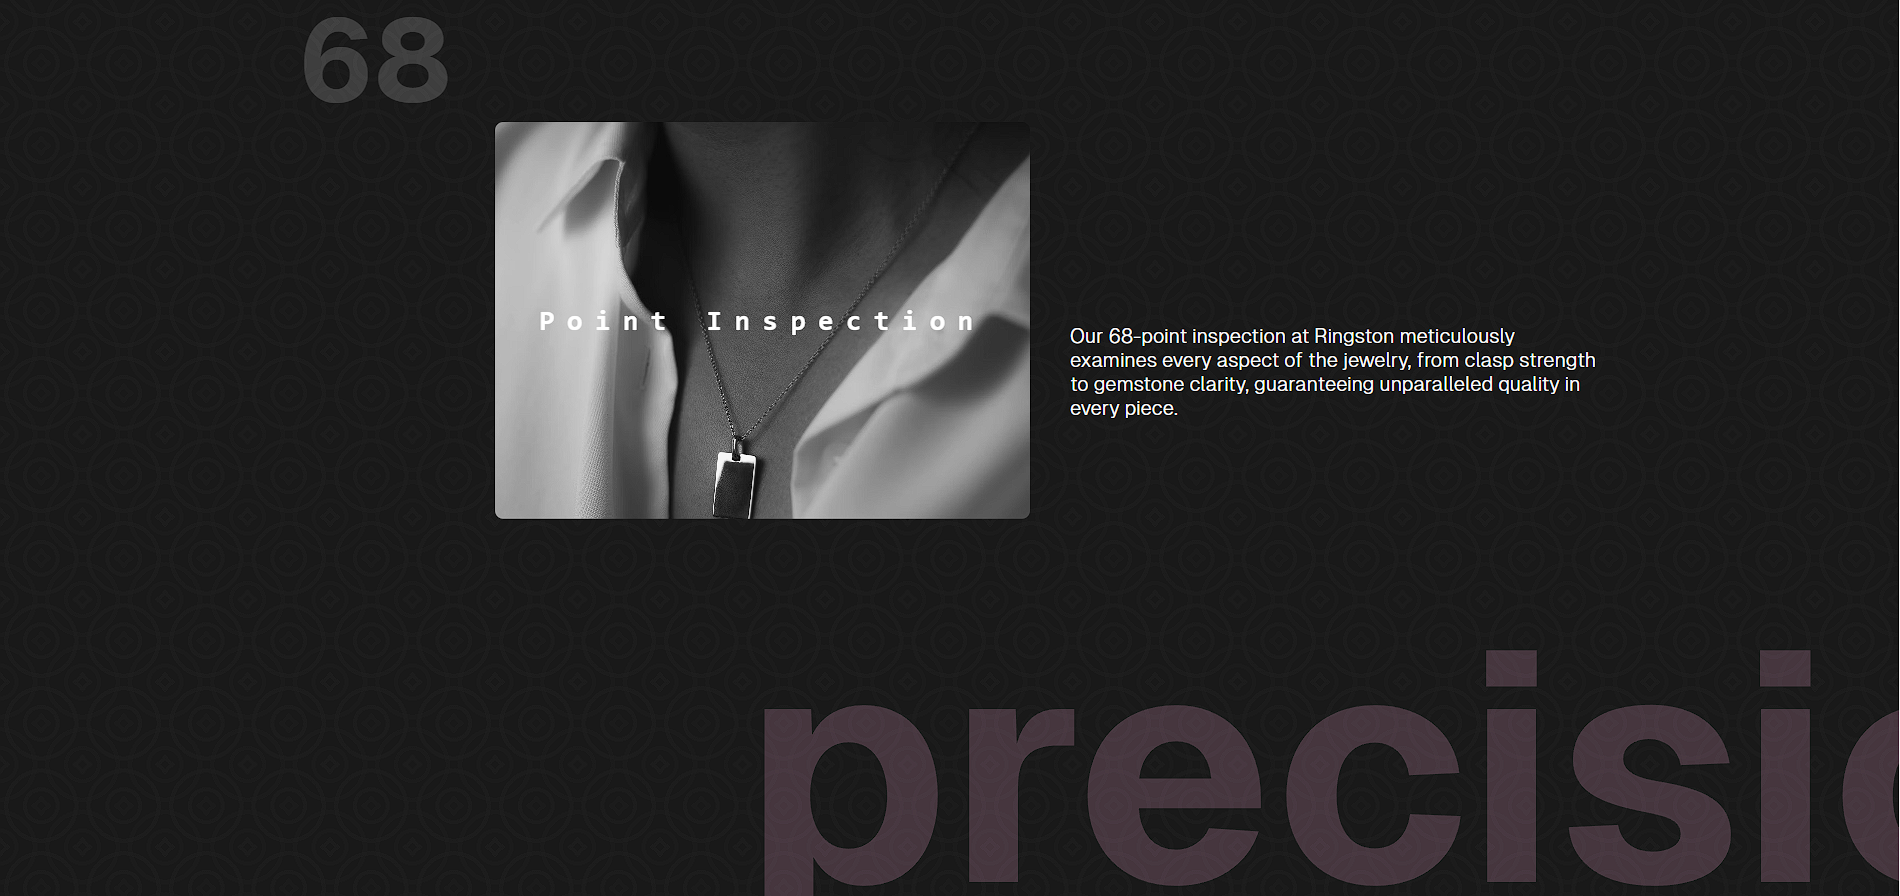 68
Point Inspection
Our 68-point inspection at Ringston meticulously
examines every aspect of the jewelry, from clasp strength
to gemstone clarity, guaranteeing unparalleled quality in
every piece.
precisi